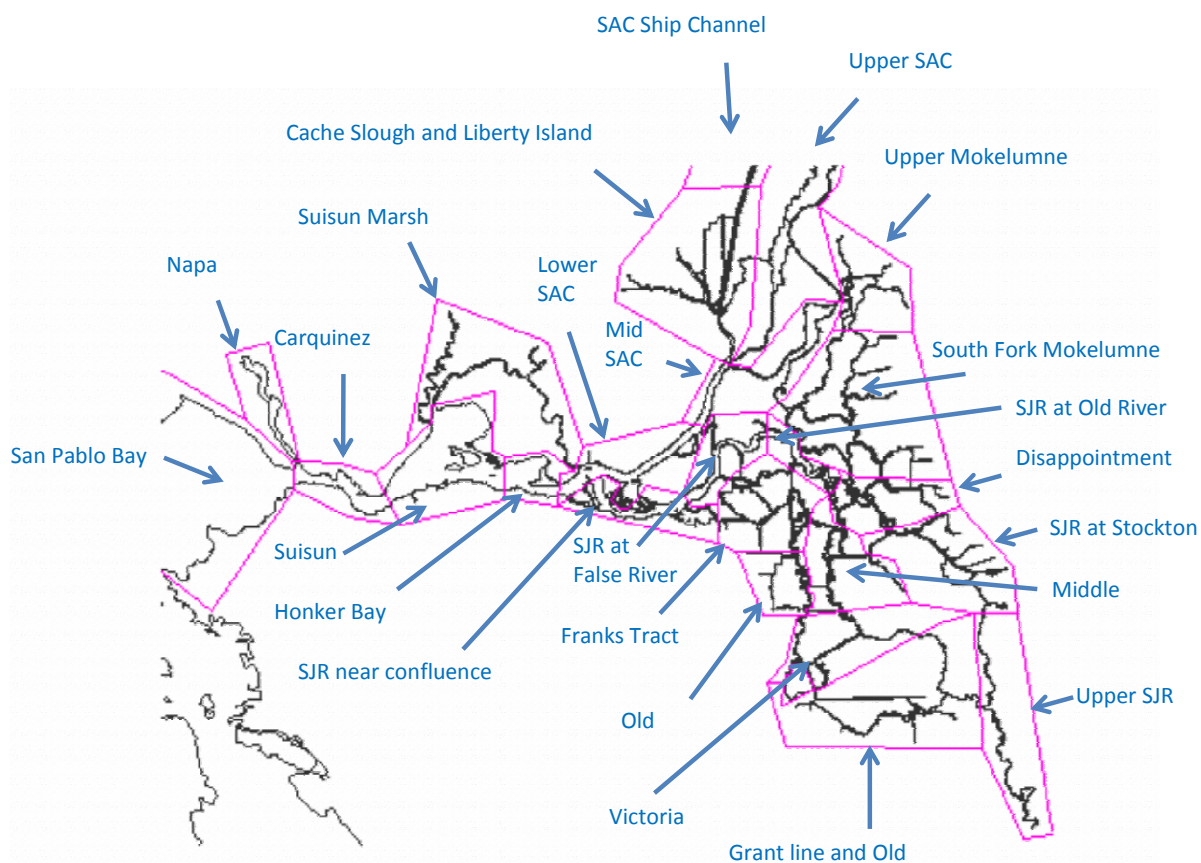 SAC Ship Channel
Upper SAC
Cache Slough and Liberty Island
Upper Mokelumne
Suisun Marsh
Napa
Lower
SAC
Carquinez
Mid
SAC
South Fork Mokelumne
SJR at Old River
San Pablo Bay
Disappointment
SJR at Stockton
Suisun
SJR at
False River
Middle
Honker Bay
Franks Tract
SJR near confluence
Upper SJR
Old
Victoria
Grant line and Old